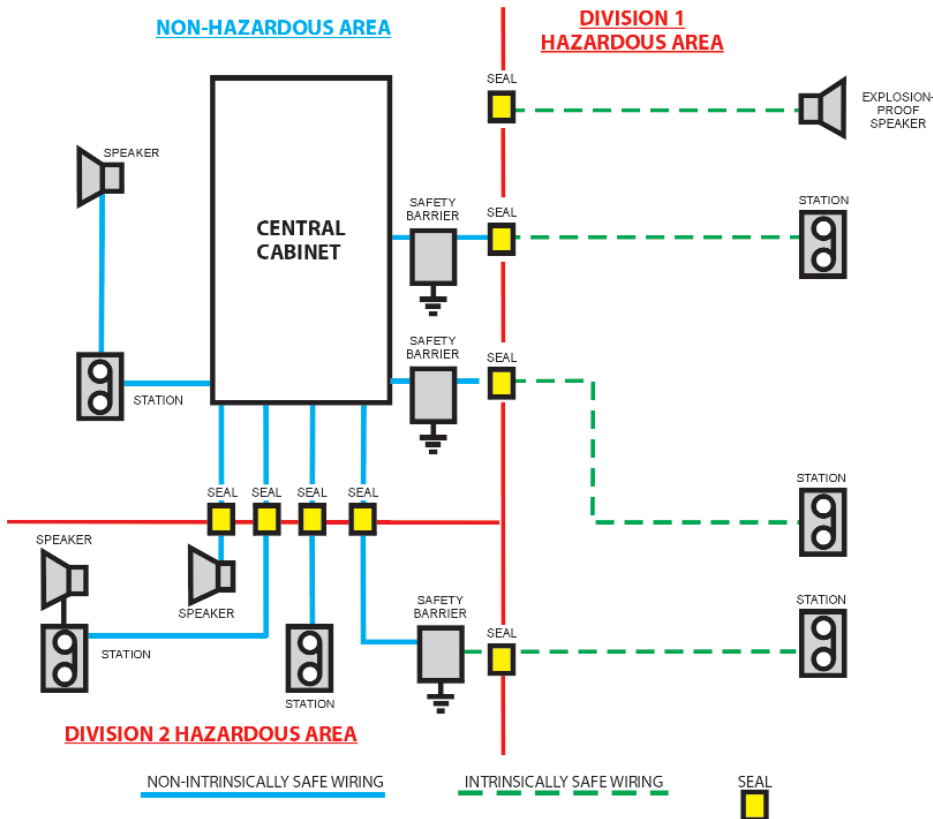 NON-HAZARDOUS AREA
DIVISION 1
HAZARDOUS AREA
SEAL
EXPLOSION-
PROOF
SPEAKER
SPEAKER
CENTRAL
CABINET
SAFETY
BARRIER
SEAL
STATION
SAFETY
BARRIER
SEAL
STATION
SEAL
SEAL
SEAL
SEAL
STATION
SPEAKER
SPEAKER
SAFETY
BARRIER
SEAL
STATION
STATION
STATION
DIVISION 2 HAZARDOUS AREA
NON-INTRINSICALLY SAFE WIRING
INTRINSICALLY SAFE WIRING
SEAL